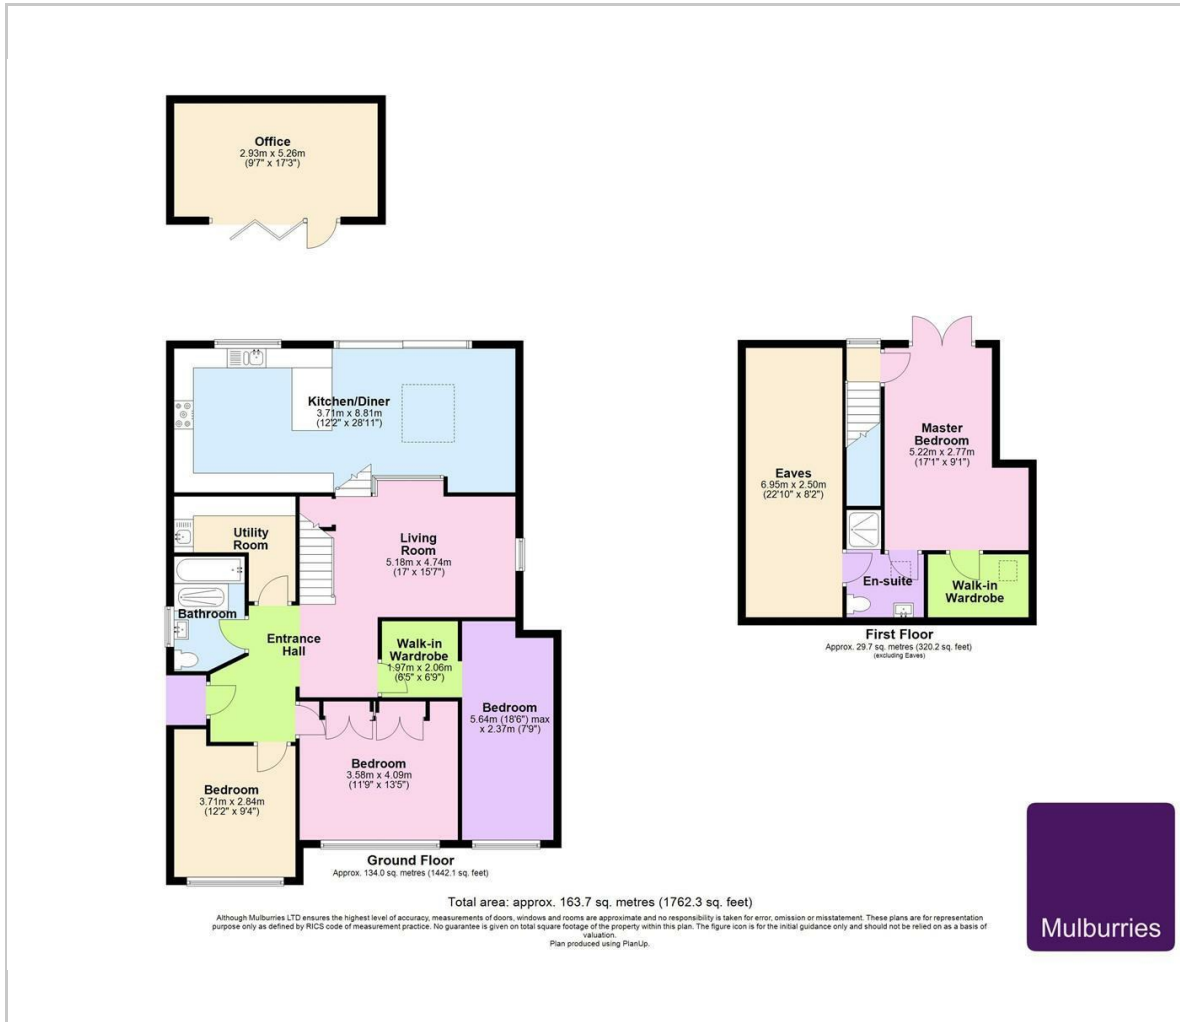 Office
2.93m x 5.26m
(9'7" x 17'3")
Kitchen/Diner
3.71m x 8.81m
(12'2" x 28'11")
Utility
Room
Living
Room
5.18m x 4.74m
(17' x 15'7")
Bathroom
Entrance
Hall
Walk-in
Wardrobe
1.97m x 2.06m
(6'5" x 6'9")
Bedroom
5.64m (18'6") max
x 2.37m (7'9")
Bedroom
3.58m x 4.09m
(11'9" x 13'5")
Bedroom
3.71m x 2.84m
(12'2" x 9'4")
Ground Floor
Approx. 134.0 sq. metres (1442.1 sq. feet)
Master
Bedroom
5.22m x 2.77m
(17'1" x 9'1")
Eaves
6.95m x 2.50m
(22'10" x 8'2")
En-suite
Walk-in
Wardrobe
First Floor
Approx. 29.7 sq. metres (320.2 sq. feet)
(excluding Eaves)
Total area: approx. 163.7 sq. metres (1762.3 sq. feet)
Although Mulburries LTD ensures the highest level of accuracy, measurements of doors, windows and rooms are approximate and no responsibility is taken for error, omission or misstatement. These plans are for representation
purpose only as defined by RICS code of measurement practice. No guarantee is given on total square footage of the property within this plan. The figure icon is for the initial guidance only and should not be relied on as a basis of
valuation.
Plan produced using PlanUp.
Mulburries